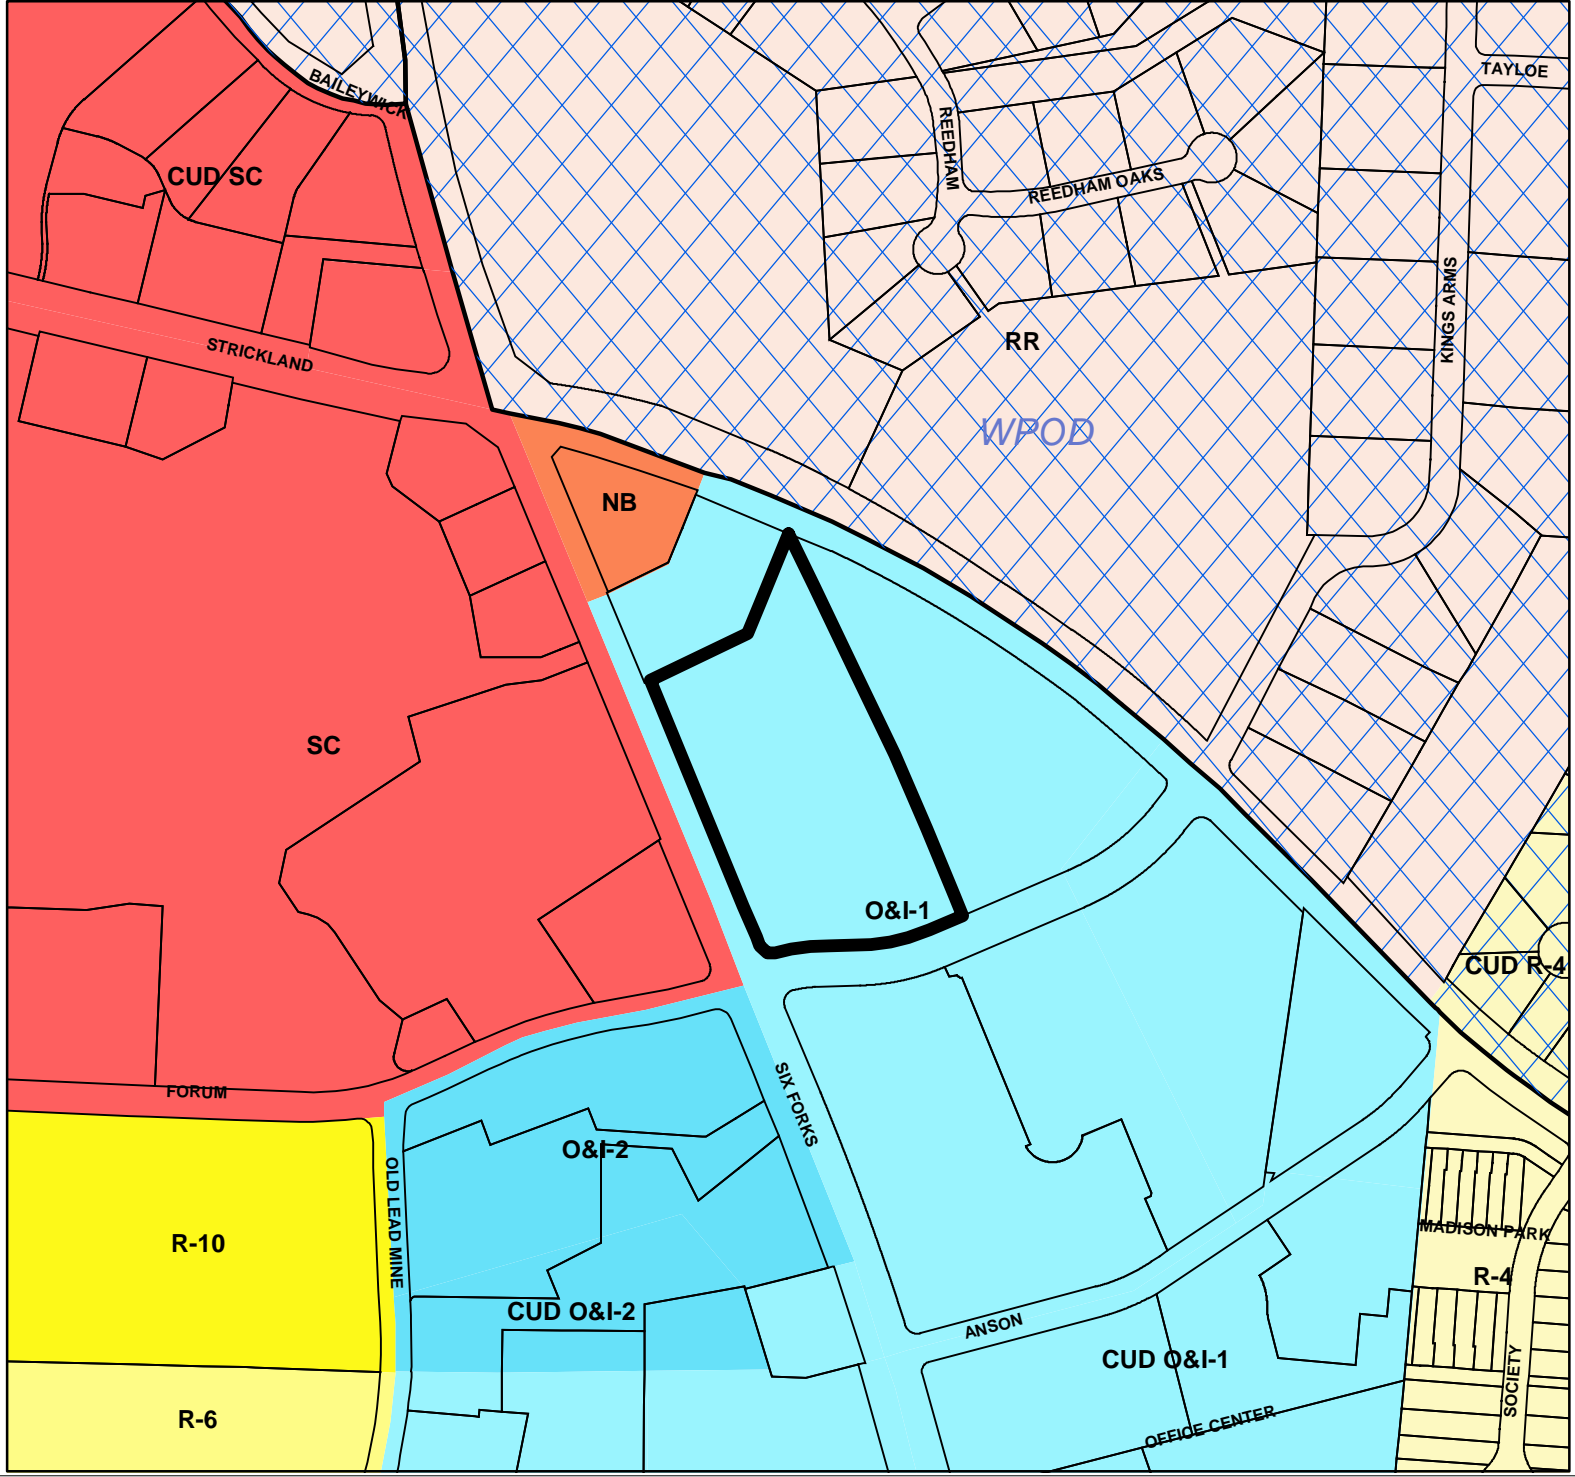 TAYLOE
BAILEYWICK
REEDHAM
CUD SC
REEDHAM OAKS
KINGS ARMS
STRICKLAND
RR
WPOD
NB
SC
O&I-1
CUD R-4
FORUM
SIX FORKS
O&I-2
OLD LEAD MINE
R-10
MADISON PARK
R-4
CUD O&I-2
ANSON
CUD O&I-1
SOCIETY
R-6
OFFICE CENTER